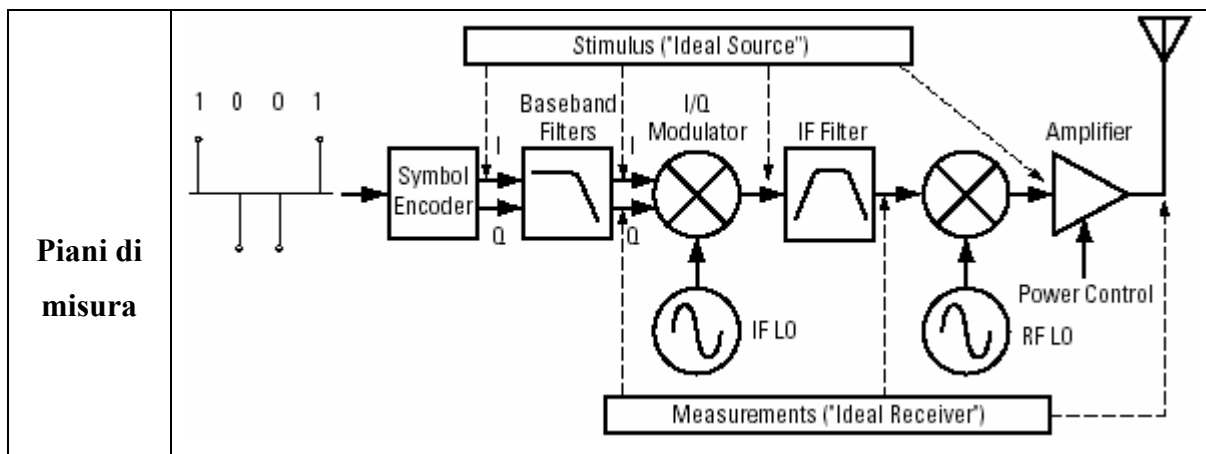 Piani di
misura
Stimulus ("Ideal Source")
1 0 0 1
Baseband
Filters
I/Q
Modulator
IF Filter
Amplifier
I
I
Symbol
Encoder
Q
Q
Power Control
IF LO
RF LO
Measurements ("Ideal Receiver")